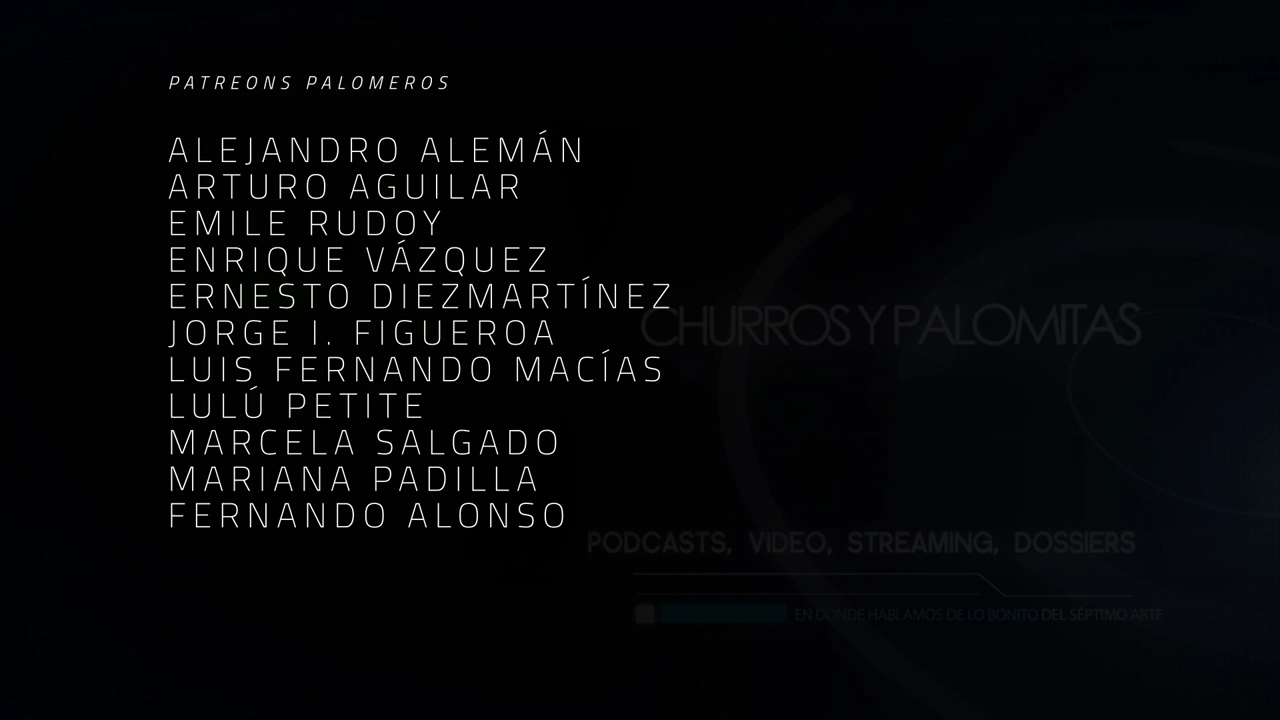 PATREONS PALOMEROS
ALEJANDRO ALEMÁN
ARTURO AGUILAR
EMILE RUDOY
ENRIQUE VÁZQUEZ
ERNESTO DIEZMARTÍNEZ
JORGE I. FIGUEROA
LUIS FERNANDO MACÍAS
LULÚ PETITE
MARCELA SALGADO
MARIANA PADILLA
FERNANDO ALONSO
CHURROS Y PALOMITAS
PODCASTS, VIDEO, STREAMING, DOSSIERS
EN DONDE HABLAMOS DE LO BONITO DEL SÉPTIMO ARTE